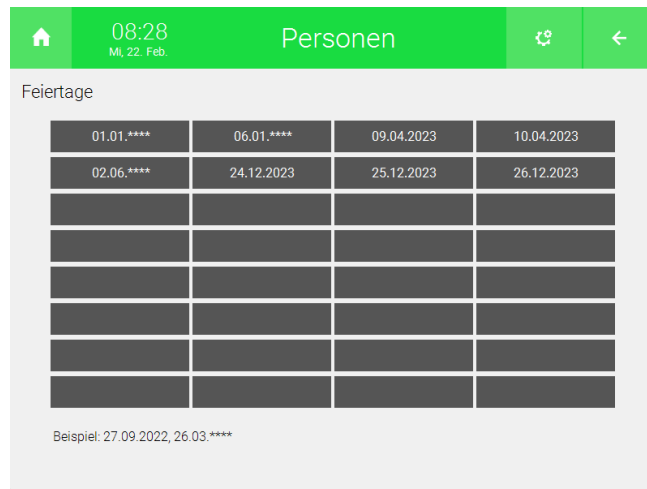 08:28
Mi, 22. Feb.
Personen
Feiertage
01.01.**** 06.01.**** 09.04.2023 10.04.2023
02.06.**** 24.12.2023 25.12.2023 26.12.2023
Beispiel: 27.09.2022, 26.03.****